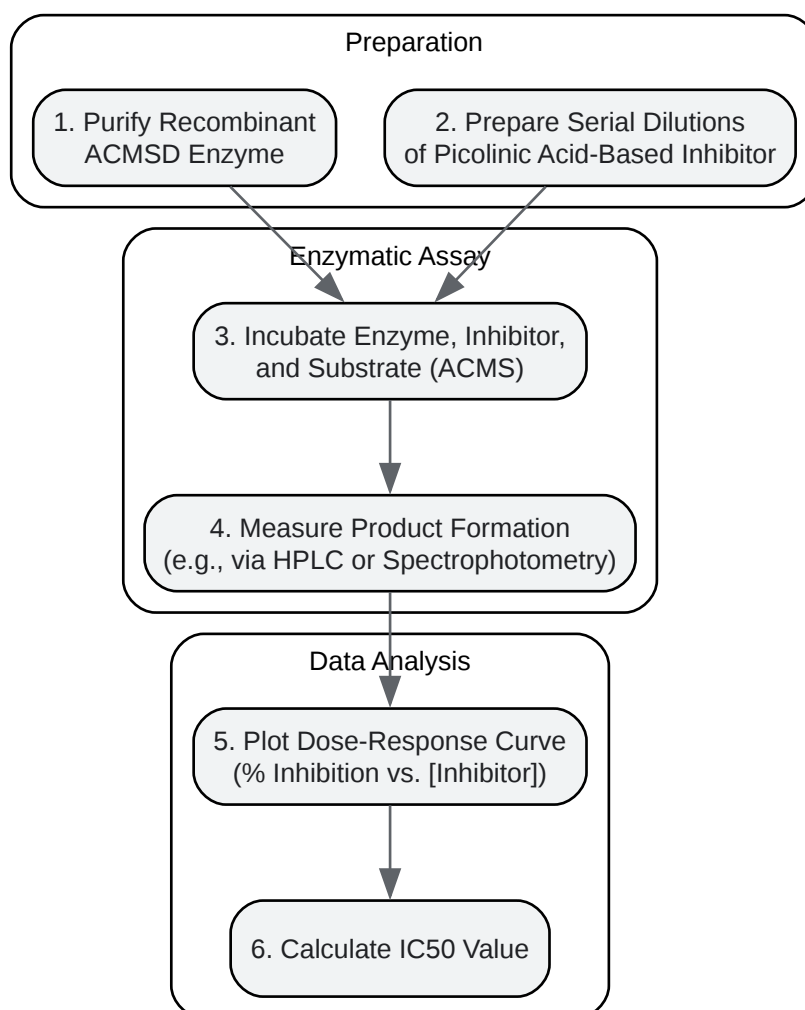 Preparation
1. Purify Recombinant
ACMSD Enzyme
2. Prepare Serial Dilutions
of Picolinic Acid-Based Inhibitor
Enzymatic Assay
3. Incubate Enzyme, Inhibitor,
and Substrate (ACMS)
4. Measure Product Formation
(e.g., via HPLC or Spectrophotometry)
Data Analysis
5. Plot Dose-Response Curve
(% Inhibition vs. [Inhibitor])
6. Calculate IC50 Value